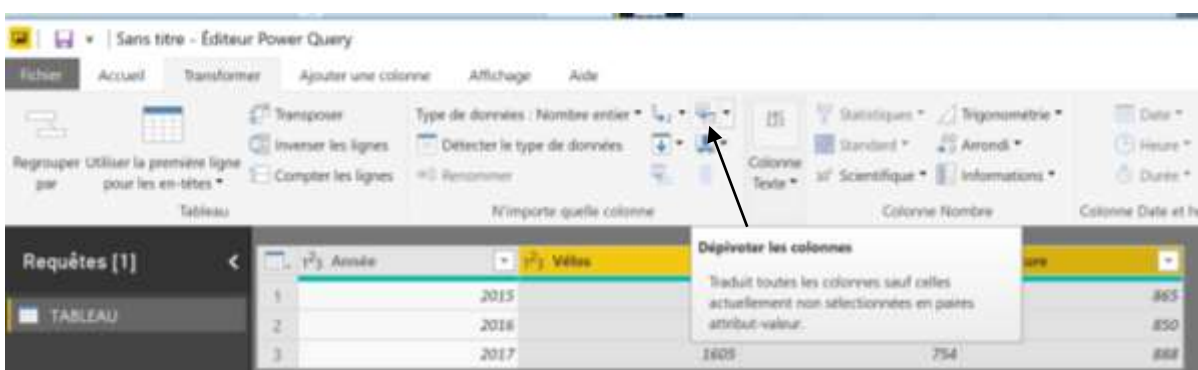 Sans titre - Éditeur Power Query
Fichier Accueil Transformer Ajouter une colonne Affichage Aide
Transposer Type de données : Nombre entier Statistiques Trigonométrie Date
Inverser les lignes Détecter le type de données Standard Arrondi Heure
Regrouper par
Utiliser la première ligne pour les en-têtes
Compter les lignes Renommer
Colonne Texte
Scientifique Informations Durée
Tableau N'importe quelle colonne Colonne Nombre Colonne Date et h
Requêtes [1] Année Vélos ure
TABLEAU
Dépivoter les colonnes
Traduit toutes les colonnes sauf celles
actuellement non sélectionnées en paires
attribut-valeur.
1 2015 865
2 2016 850
3 2017 1605 754 888